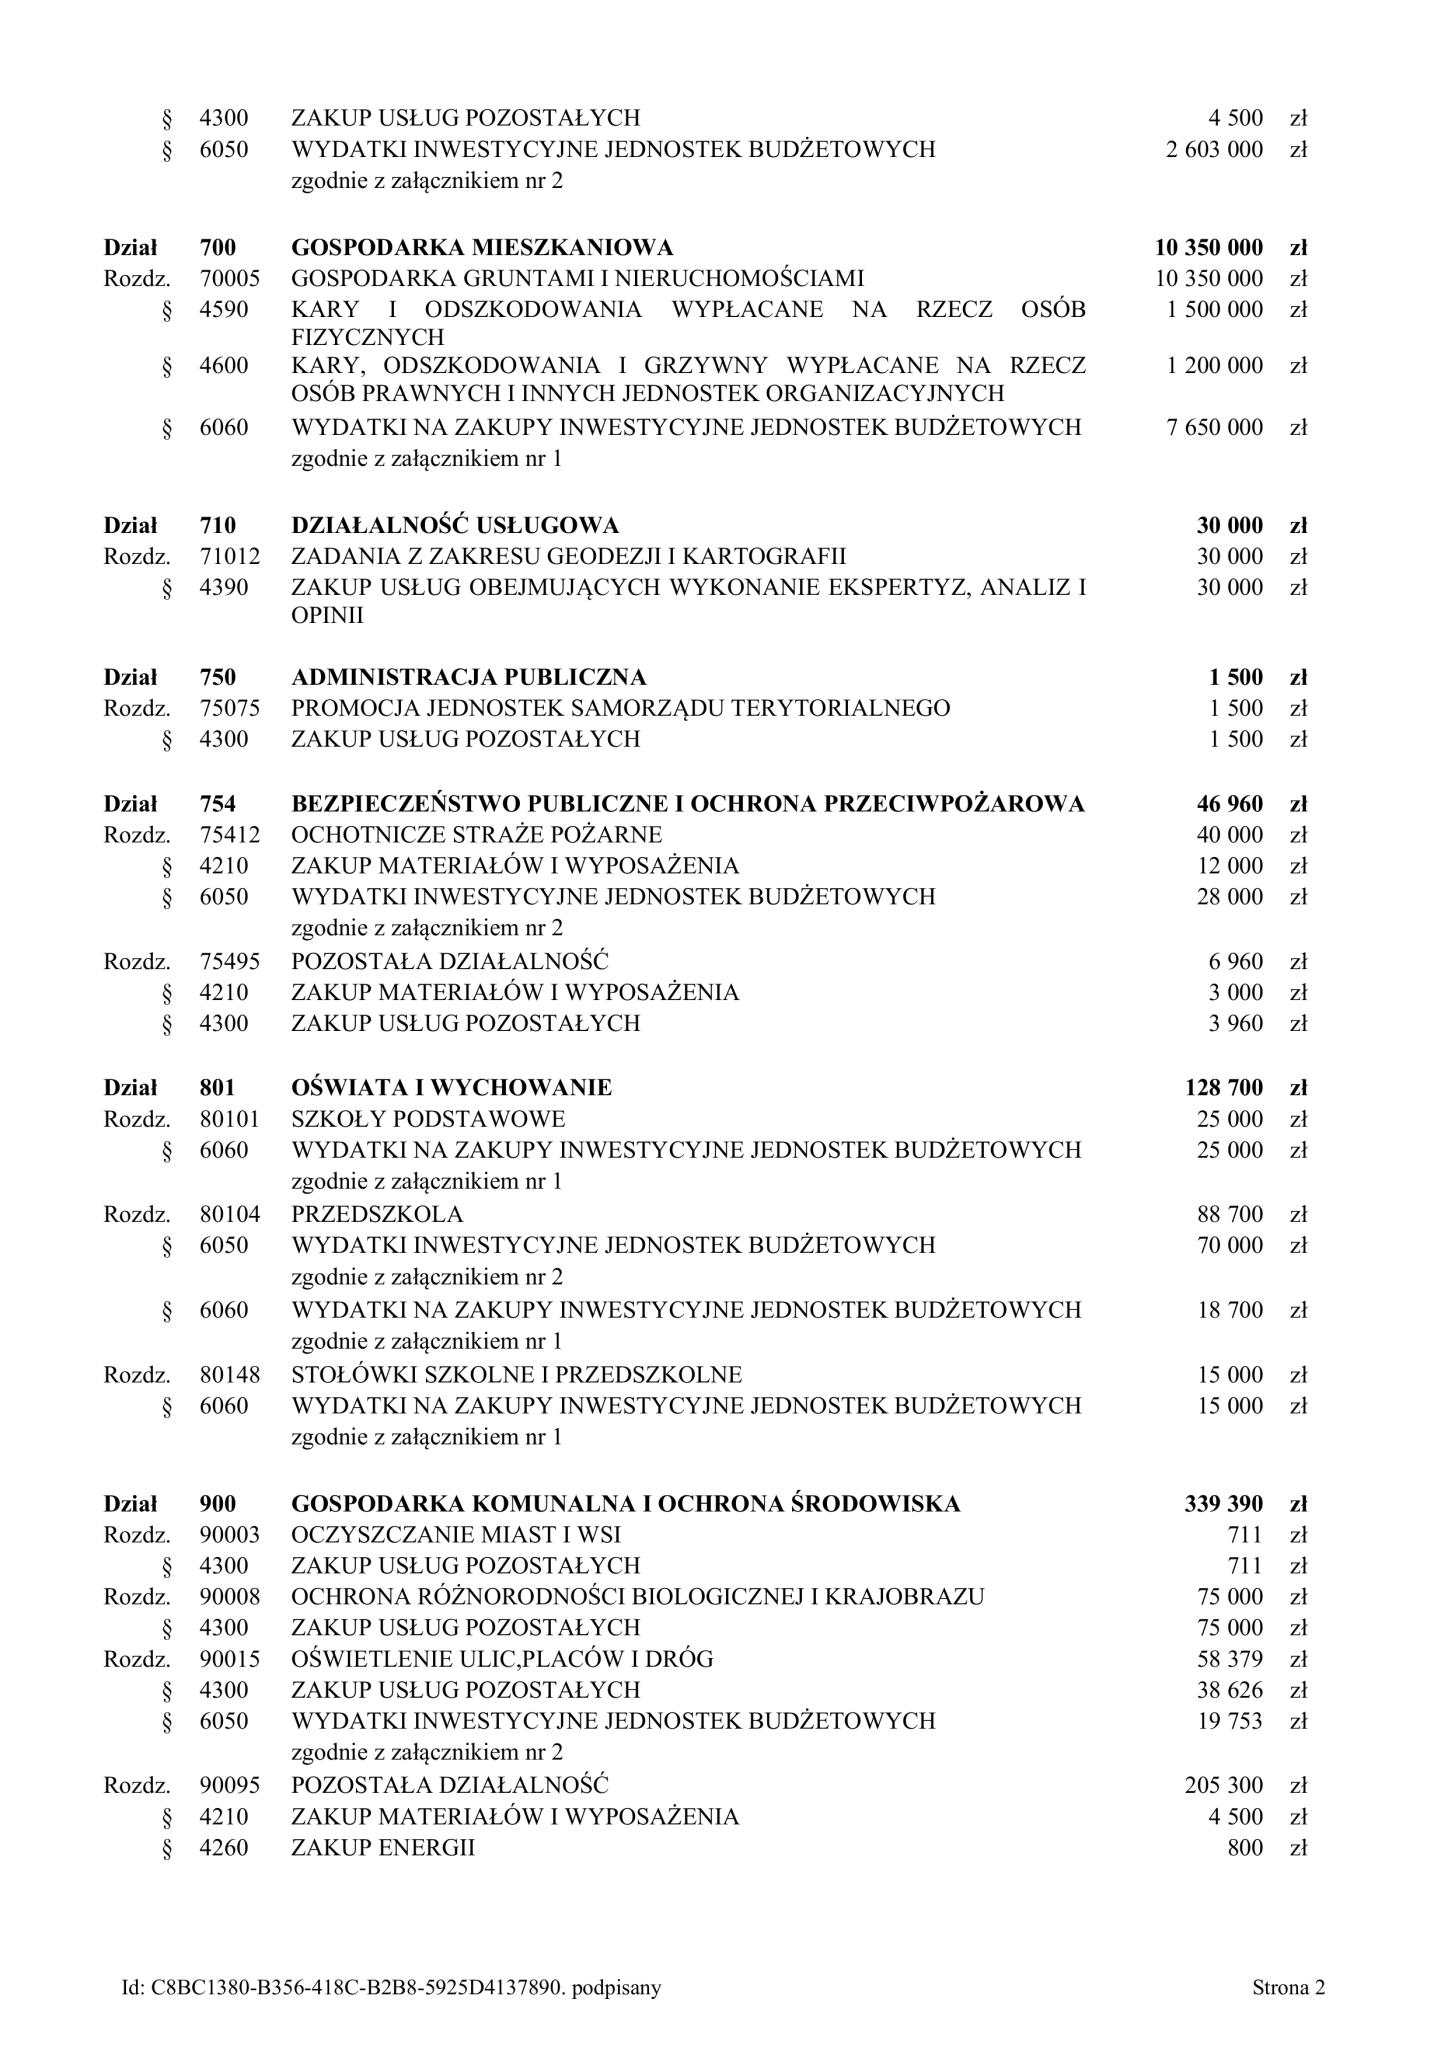 § 4300 ZAKUP USŁUG POZOSTAŁYCH 4 500 zł
§ 6050 WYDATKI INWESTYCYJNE JEDNOSTEK BUDŻETOWYCH 2 603 000 zł
zgodnie z załącznikiem nr 2
Dział 700 GOSPODARKA MIESZKANIOWA 10 350 000 zł
Rozdz. 70005 GOSPODARKA GRUNTAMI I NIERUCHOMOŚCIAMI 10 350 000 zł
§ 4590 KARY I ODSZKODOWANIA WYPŁACANE NA RZECZ OSÓB 1 500 000 zł
FIZYCZNYCH
§ 4600 KARY, ODSZKODOWANIA I GRZYWNY WYPŁACANE NA RZECZ 1 200 000 zł
OSÓB PRAWNYCH I INNYCH JEDNOSTEK ORGANIZACYJNYCH
§ 6060 WYDATKI NA ZAKUPY INWESTYCYJNE JEDNOSTEK BUDŻETOWYCH 7 650 000 zł
zgodnie z załącznikiem nr 1
Dział 710 DZIAŁALNOŚĆ USŁUGOWA 30 000 zł
Rozdz. 71012 ZADANIA Z ZAKRESU GEODEZJI I KARTOGRAFII 30 000 zł
§ 4390 ZAKUP USŁUG OBEJMUJĄCYCH WYKONANIE EKSPERTYZ, ANALIZ I 30 000 zł
OPINII
Dział 750 ADMINISTRACJA PUBLICZNA 1 500 zł
Rozdz. 75075 PROMOCJA JEDNOSTEK SAMORZĄDU TERYTORIALNEGO 1 500 zł
§ 4300 ZAKUP USŁUG POZOSTAŁYCH 1 500 zł
Dział 754 BEZPIECZEŃSTWO PUBLICZNE I OCHRONA PRZECIWPOŻAROWA 46 960 zł
Rozdz. 75412 OCHOTNICZE STRAŻE POŻARNE 40 000 zł
§ 4210 ZAKUP MATERIAŁÓW I WYPOSAŻENIA 12 000 zł
§ 6050 WYDATKI INWESTYCYJNE JEDNOSTEK BUDŻETOWYCH 28 000 zł
zgodnie z załącznikiem nr 2
Rozdz. 75495 POZOSTAŁA DZIAŁALNOŚĆ 6 960 zł
§ 4210 ZAKUP MATERIAŁÓW I WYPOSAŻENIA 3 000 zł
§ 4300 ZAKUP USŁUG POZOSTAŁYCH 3 960 zł
Dział 801 OŚWIATA I WYCHOWANIE 128 700 zł
Rozdz. 80101 SZKOŁY PODSTAWOWE 25 000 zł
§ 6060 WYDATKI NA ZAKUPY INWESTYCYJNE JEDNOSTEK BUDŻETOWYCH 25 000 zł
zgodnie z załącznikiem nr 1
Rozdz. 80104 PRZEDSZKOLA 88 700 zł
§ 6050 WYDATKI INWESTYCYJNE JEDNOSTEK BUDŻETOWYCH 70 000 zł
zgodnie z załącznikiem nr 2
§ 6060 WYDATKI NA ZAKUPY INWESTYCYJNE JEDNOSTEK BUDŻETOWYCH 18 700 zł
zgodnie z załącznikiem nr 1
Rozdz. 80148 STOŁÓWKI SZKOLNE I PRZEDSZKOLNE 15 000 zł
§ 6060 WYDATKI NA ZAKUPY INWESTYCYJNE JEDNOSTEK BUDŻETOWYCH 15 000 zł
zgodnie z załącznikiem nr 1
Dział 900 GOSPODARKA KOMUNALNA I OCHRONA ŚRODOWISKA 339 390 zł
Rozdz. 90003 OCZYSZCZANIE MIAST I WSI 711 zł
§ 4300 ZAKUP USŁUG POZOSTAŁYCH 711 zł
Rozdz. 90008 OCHRONA RÓŻNORODNOŚCI BIOLOGICZNEJ I KRAJOBRAZU 75 000 zł
§ 4300 ZAKUP USŁUG POZOSTAŁYCH 75 000 zł
Rozdz. 90015 OŚWIETLENIE ULIC,PLACÓW I DRÓG 58 379 zł
§ 4300 ZAKUP USŁUG POZOSTAŁYCH 38 626 zł
§ 6050 WYDATKI INWESTYCYJNE JEDNOSTEK BUDŻETOWYCH 19 753 zł
zgodnie z załącznikiem nr 2
Rozdz. 90095 POZOSTAŁA DZIAŁALNOŚĆ 205 300 zł
§ 4210 ZAKUP MATERIAŁÓW I WYPOSAŻENIA 4 500 zł
§ 4260 ZAKUP ENERGII 800 zł
Id: C8BC1380-B356-418C-B2B8-5925D4137890. podpisany Strona 2